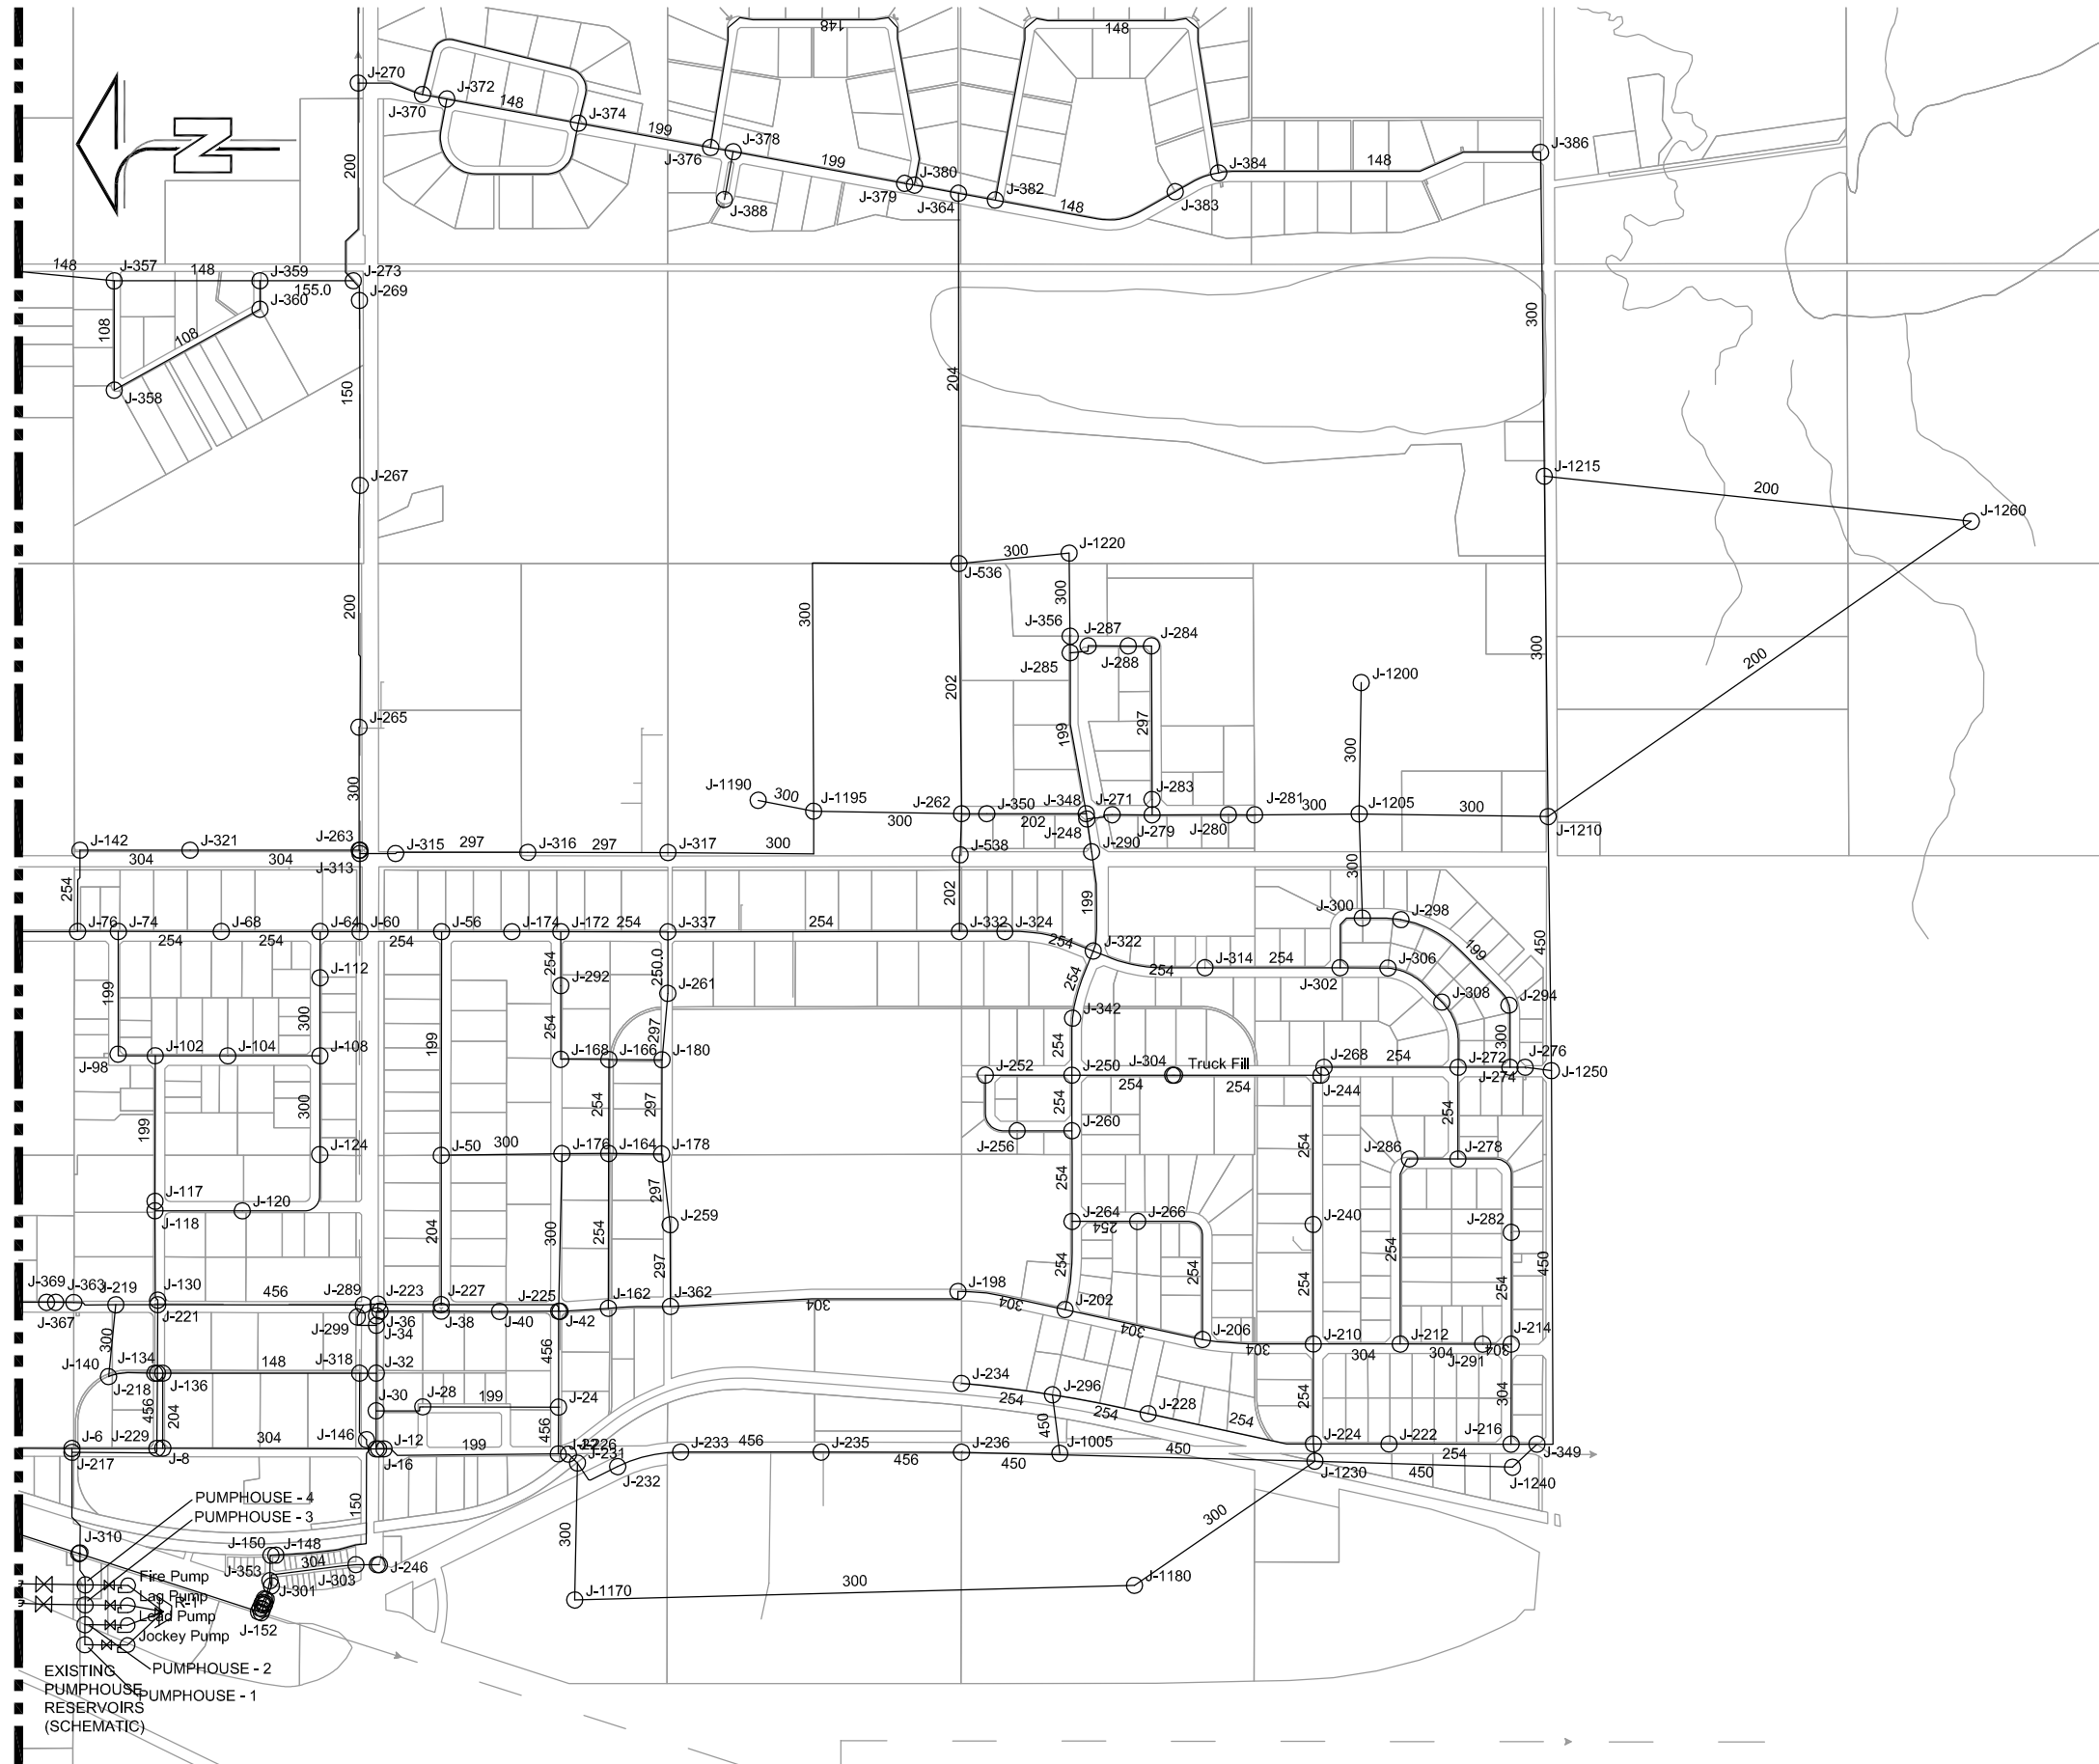 148
148
J-270
J-372
J-370
148
J-374
199
J-376
J-378
199
J-380
J-379
J-364
J-382
148
J-384
J-383
148
J-386
J-388
200
N
148
J-357
148
J-359
J-273
155.0
J-269
J-360
108
108
J-358
150
300
204
J-267
J-1215
200
J-1260
300
J-1220
J-536
300
200
300
J-356
J-287
J-284
J-285
J-288
300
200
202
J-1200
199
297
J-265
300
300
J-1190
300
J-1195
J-262
J-350
J-348
J-271
J-283
J-281
300
J-1205
300
300
202
J-248
J-279
J-280
J-1210
J-142
J-321
J-263
J-315
297
J-316
297
J-317
300
J-538
J-290
304
304
J-313
300
254
202
199
J-76
J-74
J-68
J-64
J-60
J-56
J-174
J-172
254
J-337
254
J-332
J-324
J-300
J-298
254
254
254
254
J-322
199
450
J-112
254
250.0
254
J-314
254
J-302
J-306
199
J-292
J-261
254
J-308
J-294
300
199
254
297
J-342
300
J-98
J-102
J-104
J-108
J-168
J-166
J-180
254
J-252
J-250
J-304
Truck Fill
J-268
254
J-272
J-276
J-274
J-1250
254
254
J-244
199
300
254
297
254
254
254
J-124
J-50
300
J-176
J-164
J-178
J-256
J-260
J-286
J-278
J-117
J-118
J-120
297
254
J-259
J-264
J-266
254
J-240
J-282
204
300
254
297
254
254
254
254
254
450
J-369
J-363
J-219
J-130
456
J-289
J-223
J-227
J-225
J-162
J-362
J-198
J-367
J-221
J-36
J-38
J-40
J-42
304
304
J-202
J-299
J-34
300
304
J-206
304
J-210
304
J-212
304
J-291
304
J-214
J-140
J-134
148
J-318
J-32
456
J-234
J-296
J-218
J-136
J-30
J-28
199
J-24
254
254
J-228
254
254
304
456
204
456
450
J-6
J-229
304
J-146
J-12
199
456
J-236
J-1005
450
J-224
J-222
J-216
J-349
J-217
J-8
J-16
J-226
J-231
J-233
J-235
456
450
254
J-232
J-1230
450
J-1240
PUMPHOUSE - 4
150
PUMPHOUSE - 3
300
300
J-310
J-150
J-148
304
J-246
J-353
J-303
Fire Pump
J-301
300
J-1180
Lag Pump
R-1
J-1170
Lead Pump
J-152
Jockey Pump
EXISTING
PUMPHOUSE
RESERVOIRS
(SCHEMATIC)
PUMPHOUSE - 2
PUMPHOUSE - 1